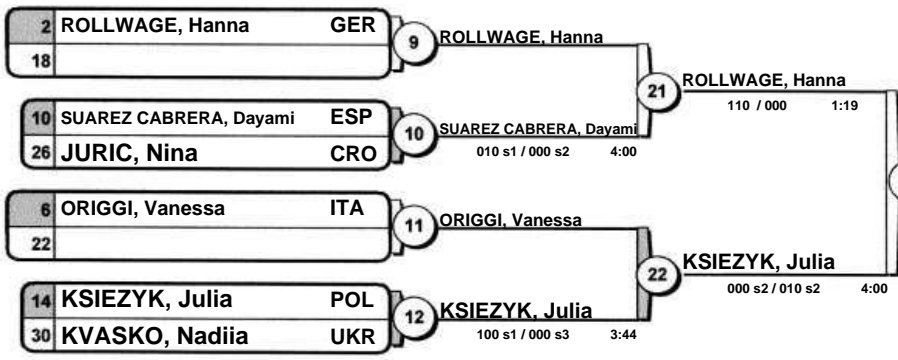 2 ROLLWAGE, Hanna GER
18
9 ROLLWAGE, Hanna
10 SUAREZ CABRERA, Dayami ESP
26 JURIC, Nina CRO
10 SUAREZ CABRERA, Dayami
010 s1 / 000 s2 4:00
21 ROLLWAGE, Hanna
110 / 000 1:19
6 ORIGGI, Vanessa ITA
22
11 ORIGGI, Vanessa
14 KSIEZYK, Julia POL
30 KVASKO, Nadiia UKR
12 KSIEZYK, Julia
100 s1 / 000 s3 3:44
22 KSIEZYK, Julia
000 s2 / 010 s2 4:00